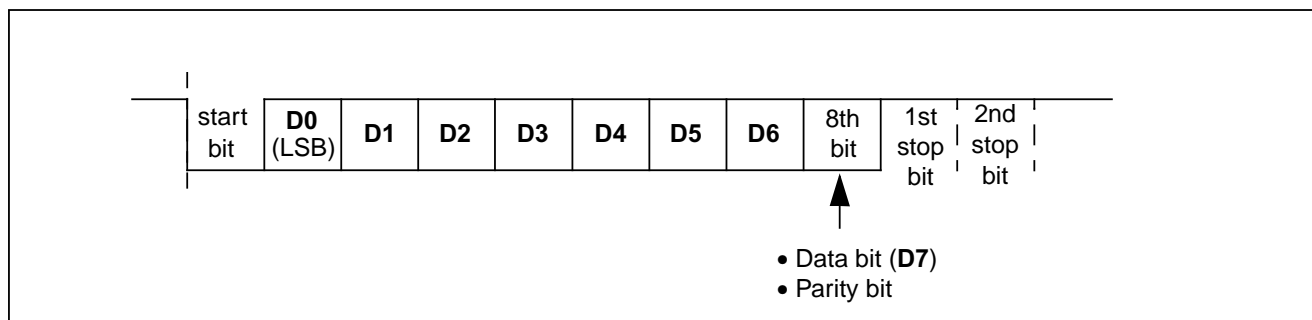 start
bit
D0
(LSB)
D1
D2
D3
D4
D5
D6
8th
bit
1st
stop
bit
2nd
stop
bit
• Data bit (D7)
• Parity bit